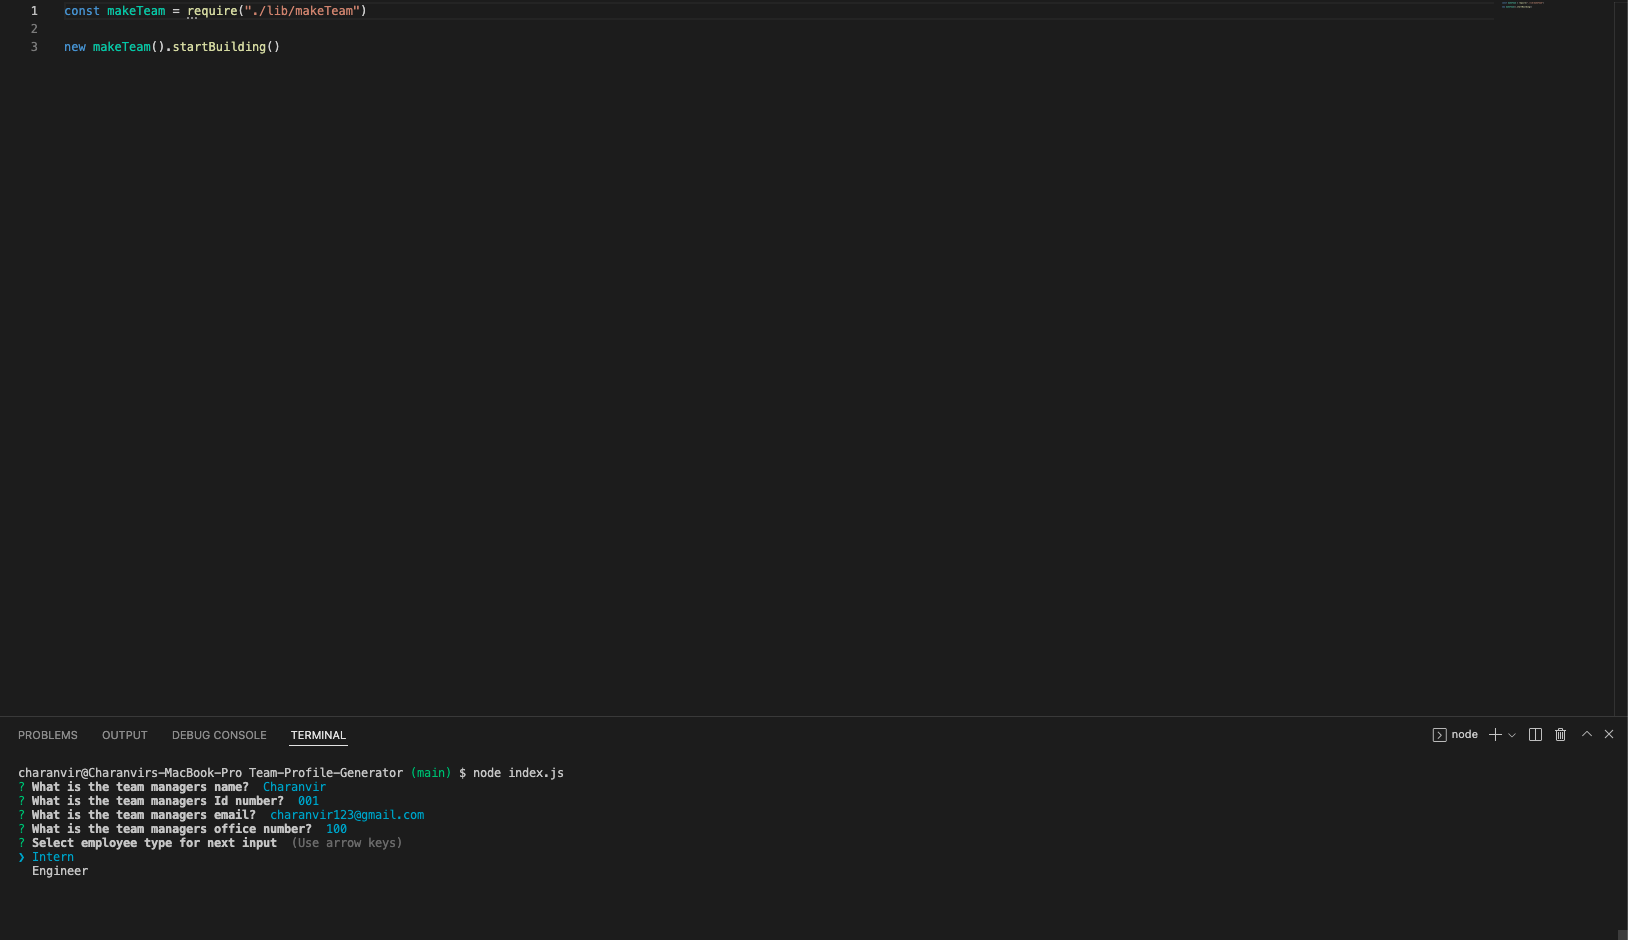 1 const makeTeam = require("./lib/makeTeam")
2
3 new makeTeam().startBuilding()
PROBLEMS OUTPUT DEBUG CONSOLE TERMINAL node
charanvir@Charanvirs-MacBook-Pro Team-Profile-Generator (main) $ node index.js
? What is the team managers name? Charanvir
? What is the team managers Id number? 001
? What is the team managers email? charanvir123@gmail.com
? What is the team managers office number? 100
? Select employee type for next input (Use arrow keys)
❯ Intern
Engineer